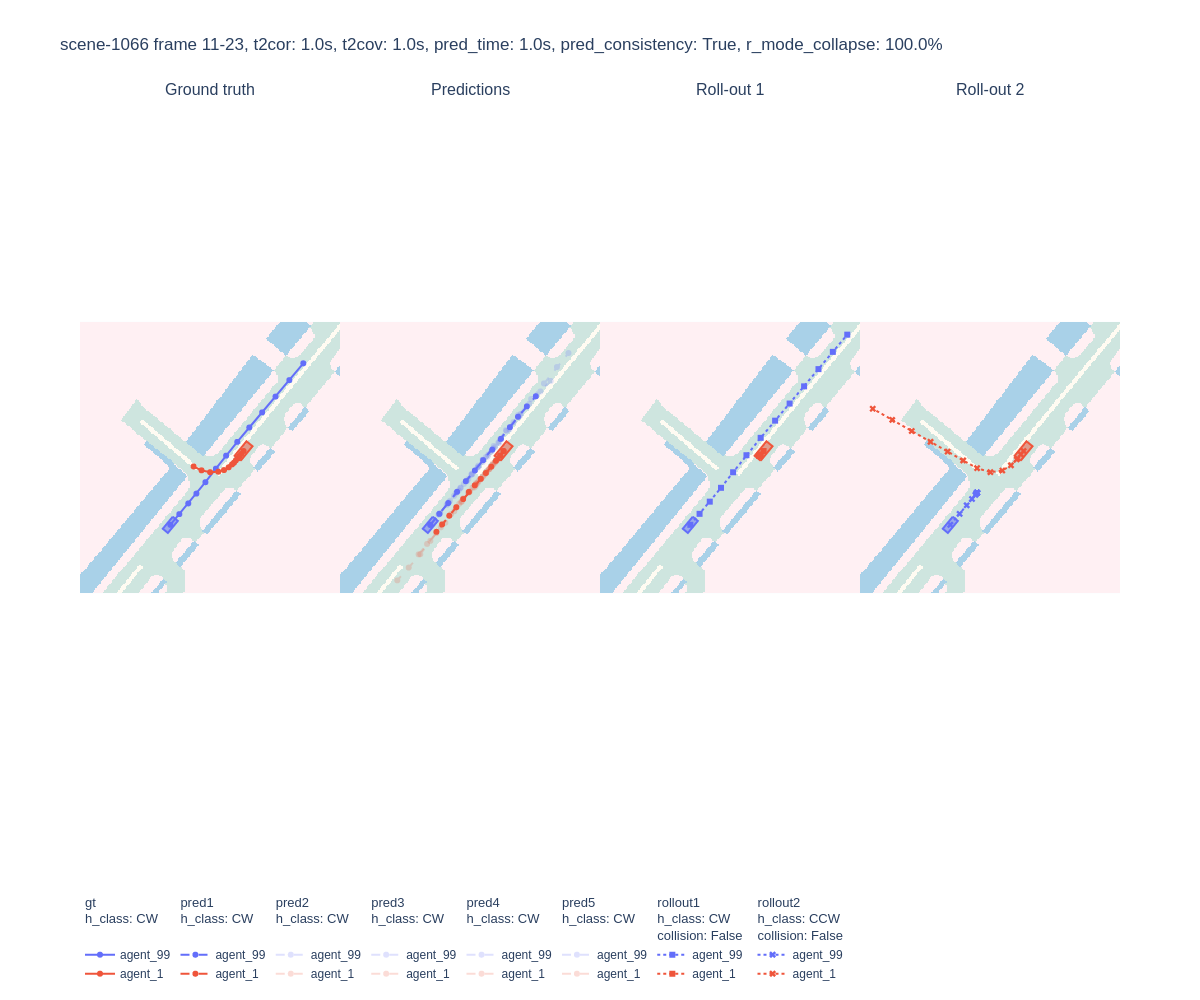 scene-1066 frame 11-23, t2cor: 1.0s, t2cov: 1.0s, pred_time: 1.0s, pred_consistency: True, r_mode_collapse: 100.0%
Ground truth
Predictions
Roll-out 1
Roll-out 2
gt
h_class: CW
agent_99
agent_1
pred1
h_class: CW
agent_99
agent_1
pred2
h_class: CW
agent_99
agent_1
pred3
h_class: CW
agent_99
agent_1
pred4
h_class: CW
agent_99
agent_1
pred5
h_class: CW
agent_99
agent_1
rollout1
h_class: CW
collision: False
agent_99
agent_1
rollout2
h_class: CCW
collision: False
agent_99
agent_1